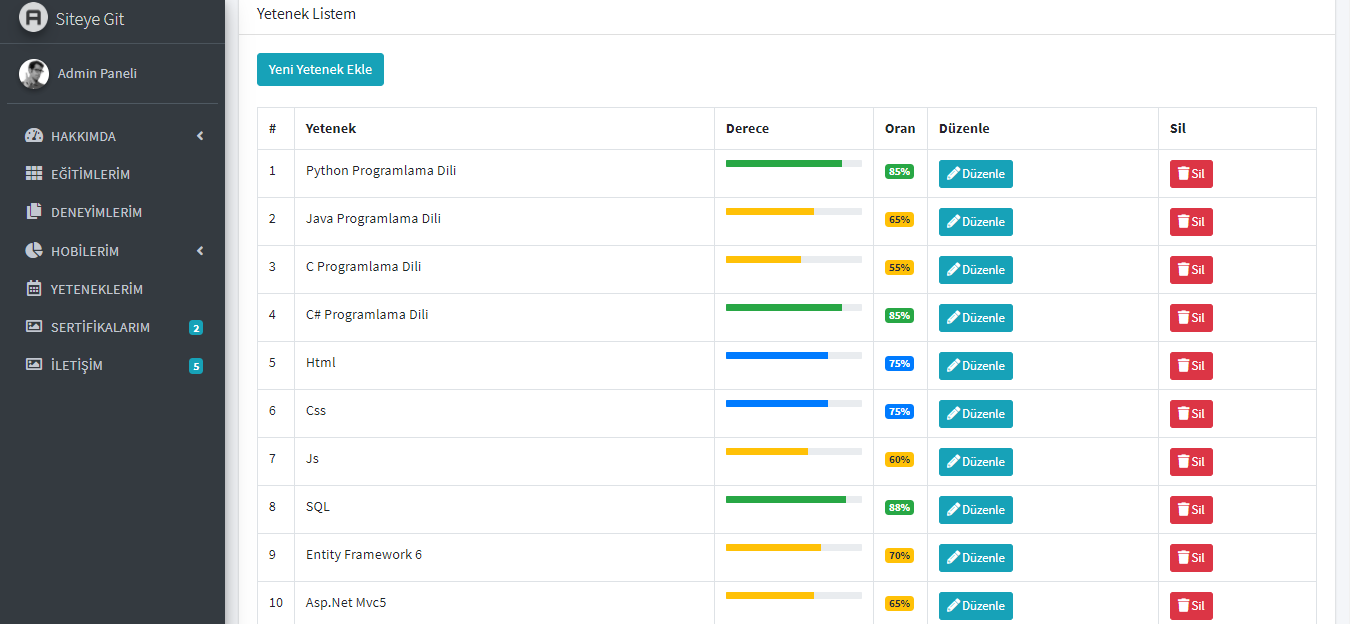 Siteye Git
Admin Paneli
HAKKIMDA
EĞİTİMLERİM
DENEYİMLERİM
HOBİLERİM
YETENEKLERİM
SERTİFİKALARIM 2
İLETİŞİM 5
Yetenek Listem
Yeni Yetenek Ekle
# Yetenek Derece Oran Düzenle Sil
1 Python Programlama Dili 85% Düzenle Sil
2 Java Programlama Dili 65% Düzenle Sil
3 C Programlama Dili 55% Düzenle Sil
4 C# Programlama Dili 85% Düzenle Sil
5 Html 75% Düzenle Sil
6 Css 75% Düzenle Sil
7 Js 60% Düzenle Sil
8 SQL 88% Düzenle Sil
9 Entity Framework 6 70% Düzenle Sil
10 Asp.Net Mvc5 65% Düzenle Sil